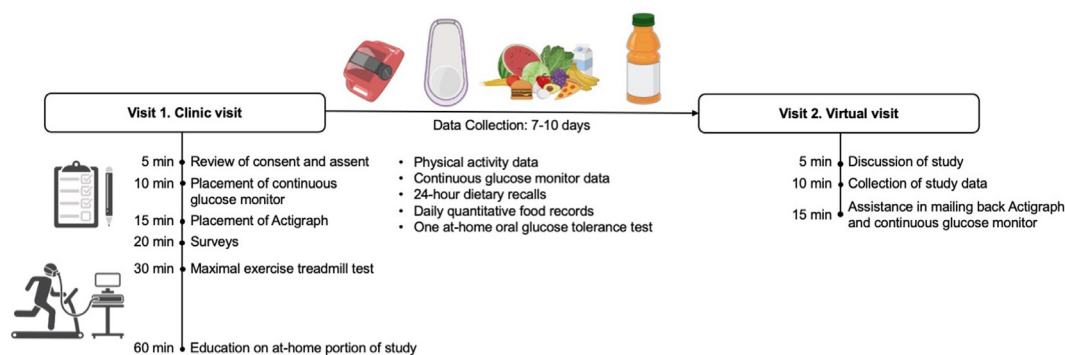 Visit 1. Clinic visit
Data Collection: 7-10 days
Visit 2. Virtual visit
5 min Review of consent and assent
10 min Placement of continuous
glucose monitor
15 min Placement of Actigraph
20 min Surveys
30 min Maximal exercise treadmill test
60 min Education on at-home portion of study
• Physical activity data
• Continuous glucose monitor data
• 24-hour dietary recalls
• Daily quantitative food records
• One at-home oral glucose tolerance test
5 min Discussion of study
10 min Collection of study data
15 min Assistance in mailing back Actigraph
and continuous glucose monitor